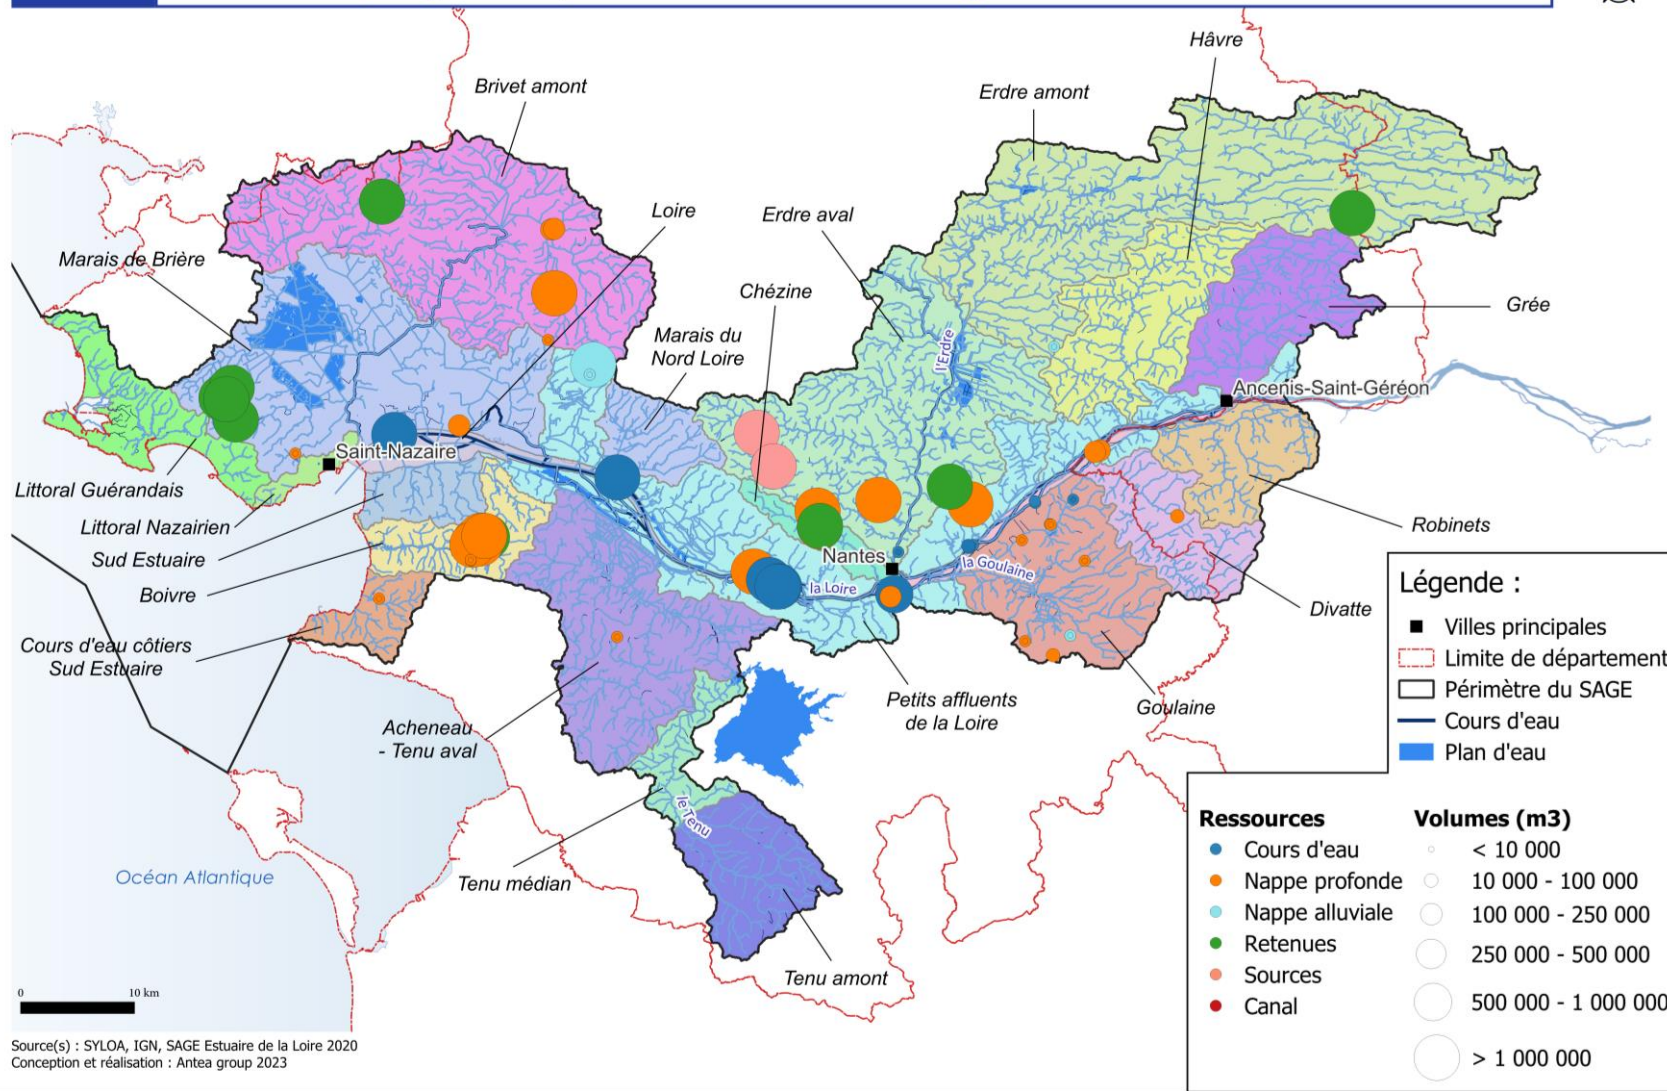 Hâvre
Brivet amont
Erdre amont
Loire
Erdre aval
Marais de Brière
Chézine
Grée
Marais du
Nord Loire
l'Erdre
Ancenis-Saint-Géréon
Saint-Nazaire
Littoral Guérandais
Littoral Nazairien
Robinets
Sud Estuaire
Nantes
la Goulaine
Boivre
la Loire
Divatte
Cours d'eau côtiers
Sud Estuaire
Petits affluents
de la Loire
Goulaine
Acheneau
- Tenu aval
le Tenu
Océan Atlantique
Tenu médian
Tenu amont
Légende :
Villes principales
Limite de département
Périmètre du SAGE
Cours d'eau
Plan d'eau
Ressources
Cours d'eau
Nappe profonde
Nappe alluviale
Retenues
Sources
Canal
Volumes (m3)
< 10 000
10 000 - 100 000
100 000 - 250 000
250 000 - 500 000
500 000 - 1 000 000
> 1 000 000
0 10 km
Source(s) : SYLOA, IGN, SAGE Estuaire de la Loire 2020
Conception et réalisation : Antea group 2023